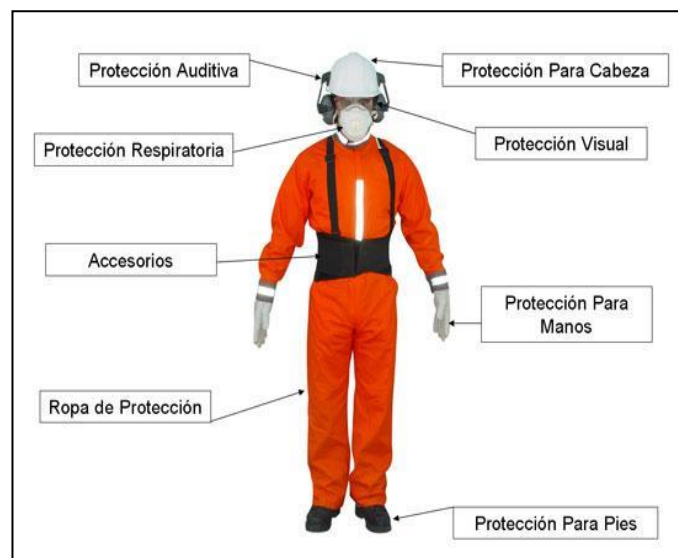 Protección Auditiva
Protección Para Cabeza
Protección Respiratoria
Protección Visual
Accesorios
Protección Para
Manos
Ropa de Protección
Protección Para Pies